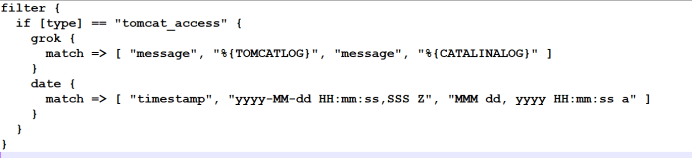 filter {
  if [type] == "tomcat_access" {
    grok {
      match => [ "message", "%{TOMCATLOG}", "message", "%{CATALINALOG}" ]
    }
    date {
      match => [ "timestamp", "yyyy-MM-dd HH:mm:ss,SSS Z", "MMM dd, yyyy HH:mm:ss a" ]
    }
  }
}